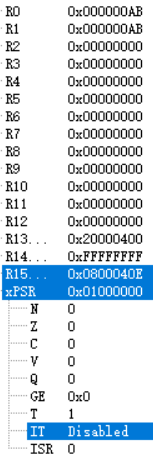 R0 0x000000AB
R1 0x000000AB
R2 0x00000000
R3 0x00000000
R4 0x00000000
R5 0x00000000
R6 0x00000000
R7 0x00000000
R8 0x00000000
R9 0x00000000
R10 0x00000000
R11 0x00000000
R12 0x00000000
R13... 0x20000400
R14... 0xFFFFFFFF
R15... 0x0800040E
xPSR 0x01000000
N 0
Z 0
C 0
V 0
Q 0
GE 0x0
T 1
IT Disabled
ISR 0